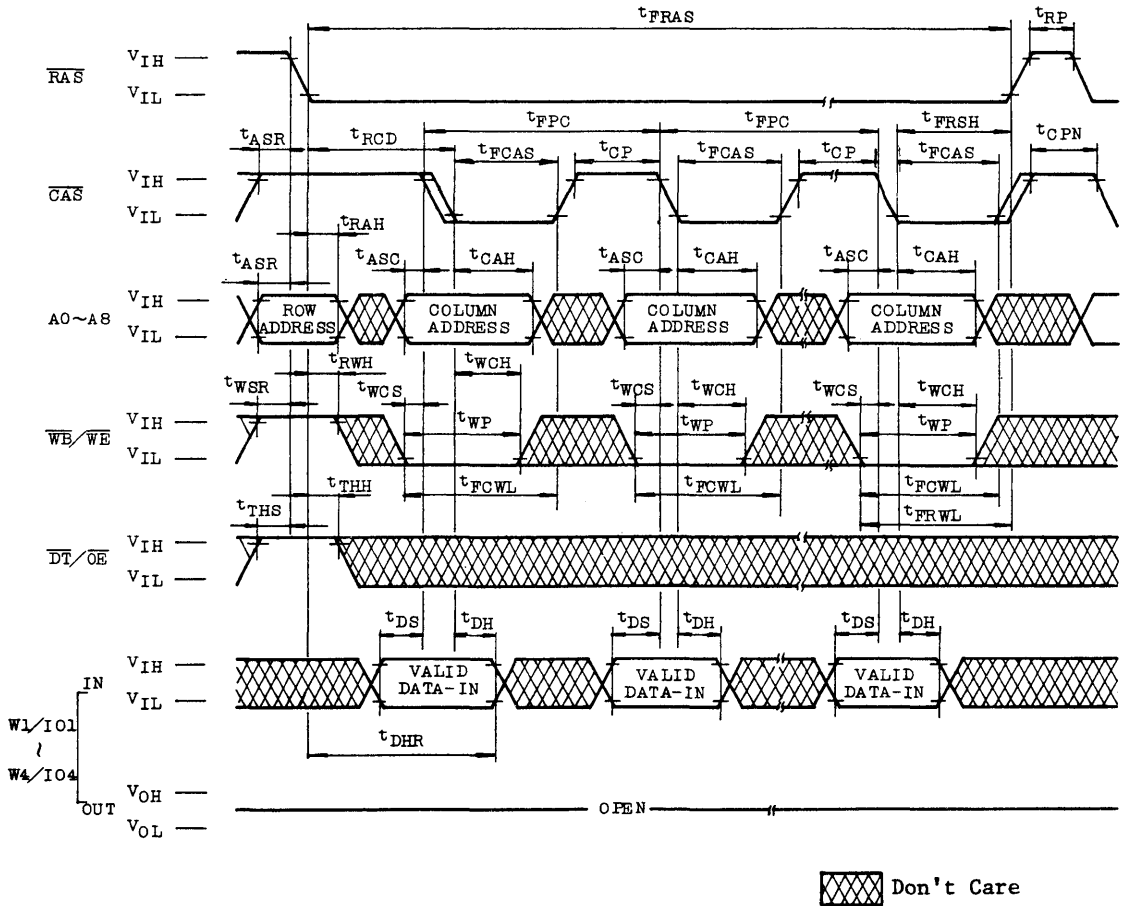 tFRAS tRP
RAS VIH
VIL
tFPC tFPC tFRSH
tASR tRCD tFCAS tCP tFCAS tCP tFCAS tCPN
CAS VIH
VIL
tRAH
tASR tASC tCAH tASC tCAH tASC tCAH
A0~A8 VIH
VIL
ROW ADDRESS COLUMN ADDRESS COLUMN ADDRESS COLUMN ADDRESS
tRWH tWCH
tWSR tWCS tWCS tWCH tWCS tWCH
WB/WE VIH
VIL
tWP tWP tWP
tTHH tFCWL tFCWL tFCWL
tTHS tFRWL
DT/OE VIH
VIL
tDS tDH tDS tDH tDS tDH
VIH
IN
VIL
VALID DATA-IN VALID DATA-IN VALID DATA-IN
W1/IO1
~
W4/IO4
tDHR
VOH
OUT OPEN
VOL
Don't Care